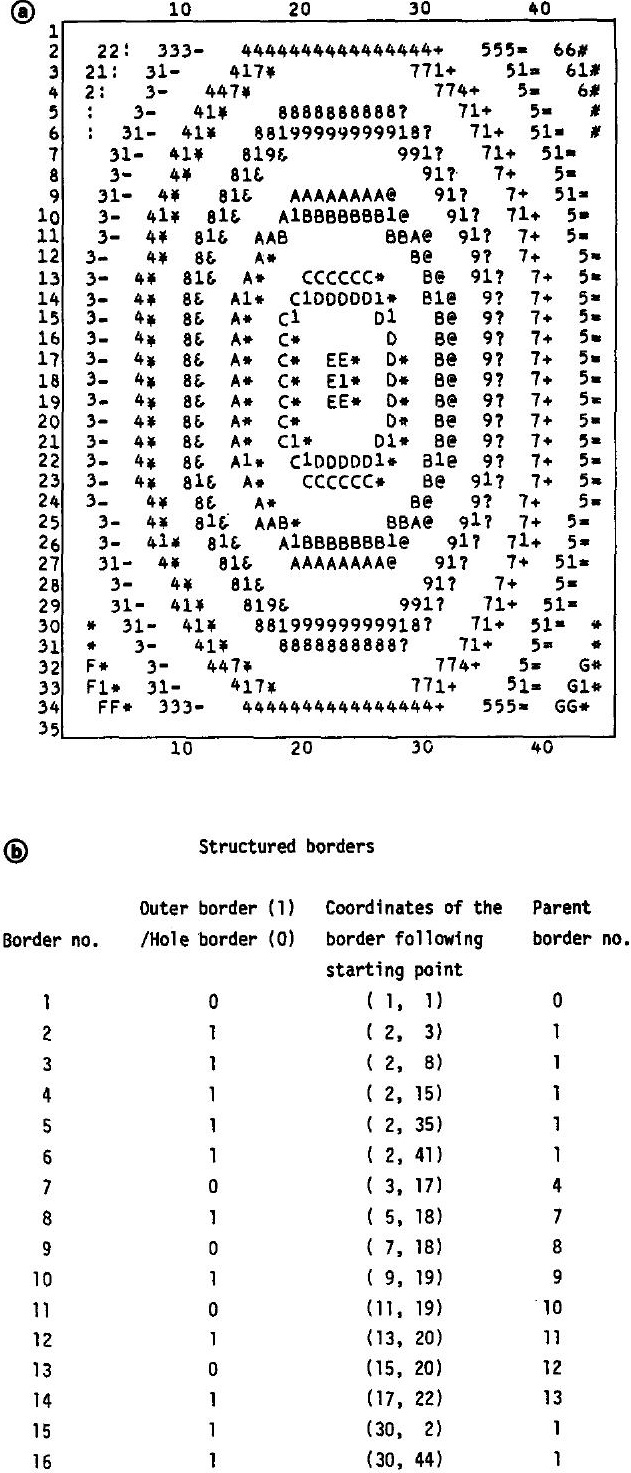 ⓐ 10 20 30 40
1
2 22: 333- 44444444444444444+ 555= 66#
3 21: 31- 417* 771+ 51= 61#
4 2: 3- 447* 774+ 5= 6#
5 : 3- 41* 8888888888? 71+ 5= #
6 : 31- 41* 881999999999918? 71+ 51= #
7 31- 41* 819& 991? 71+ 51=
8 3- 4* 81& 91? 7+ 5=
9 31- 4* 81& AAAAAAAA@ 91? 7+ 51=
10 3- 41* 81& A1BBBBBBB1@ 91? 71+ 5=
11 3- 4* 81& AAB BBA@ 91? 7+ 5=
12 3- 4* 8& A* B@ 9? 7+ 5=
13 3- 4* 81& A* CCCCCC* B@ 91? 7+ 5=
14 3- 4* 8& A1* C1DDDDD1* B1@ 9? 7+ 5=
15 3- 4* 8& A* C1 D1 B@ 9? 7+ 5=
16 3- 4* 8& A* C* D B@ 9? 7+ 5=
17 3- 4* 8& A* C* EE* D* B@ 9? 7+ 5=
18 3- 4* 8& A* C* E1* D* B@ 9? 7+ 5=
19 3- 4* 8& A* C* EE* D* B@ 9? 7+ 5=
20 3- 4* 8& A* C* D* B@ 9? 7+ 5=
21 3- 4* 8& A* C1* D1* B@ 9? 7+ 5=
22 3- 4* 8& A1* C1DDDDD1* B1@ 9? 7+ 5=
23 3- 4* 81& A* CCCCCC* B@ 91? 7+ 5=
24 3- 4* 8& A* B@ 9? 7+ 5=
25 3- 4* 81& AAB* BBA@ 91? 7+ 5=
26 3- 41* 81& A1BBBBBBB1@ 91? 71+ 5=
27 31- 4* 81& AAAAAAAA@ 91? 7+ 51=
28 3- 4* 81& 91? 7+ 5=
29 31- 41* 819& 991? 71+ 51=
30 * 31- 41* 881999999999918? 71+ 51= *
31 * 3- 41* 88888888888? 71+ 5= *
32 F* 3- 447* 774+ 5= G*
33 F1* 31- 417* 771+ 51= G1*
34 FF* 333- 44444444444444444+ 555= GG*
35
10 20 30 40
ⓑ Structured borders
Outer border (1) Coordinates of the Parent
Border no. /Hole border (0) border following border no.
starting point
1 0 ( 1, 1) 0
2 1 ( 2, 3) 1
3 1 ( 2, 8) 1
4 1 ( 2, 15) 1
5 1 ( 2, 35) 1
6 1 ( 2, 41) 1
7 0 ( 3, 17) 4
8 1 ( 5, 18) 7
9 0 ( 7, 18) 8
10 1 ( 9, 19) 9
11 0 (11, 19) 10
12 1 (13, 20) 11
13 0 (15, 20) 12
14 1 (17, 22) 13
15 1 (30, 2) 1
16 1 (30, 44) 1